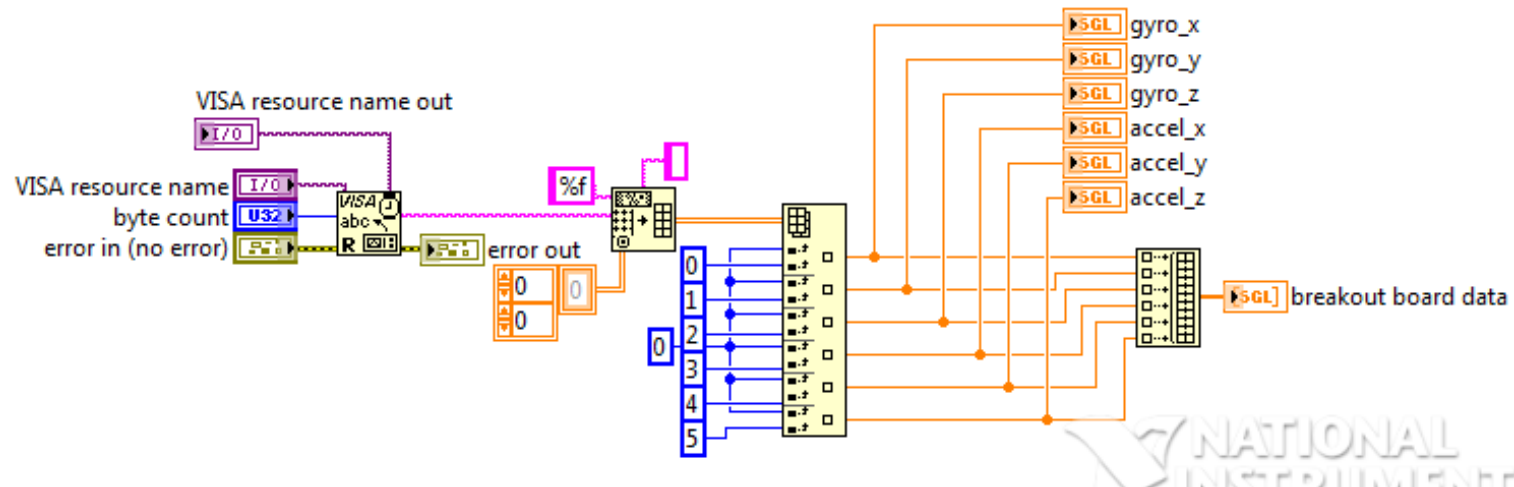 gyro_x
gyro_y
gyro_z
accel_x
accel_y
accel_z
SGL
SGL
SGL
SGL
SGL
SGL
VISA resource name out
I/O
VISA resource name
I/O
byte count
U32
error in (no error)
VISA
abc
R
error out
%f
0
0
0
0
1
2
3
4
5
0
SGL]
breakout board data
NATIONAL
INSTRUMENT